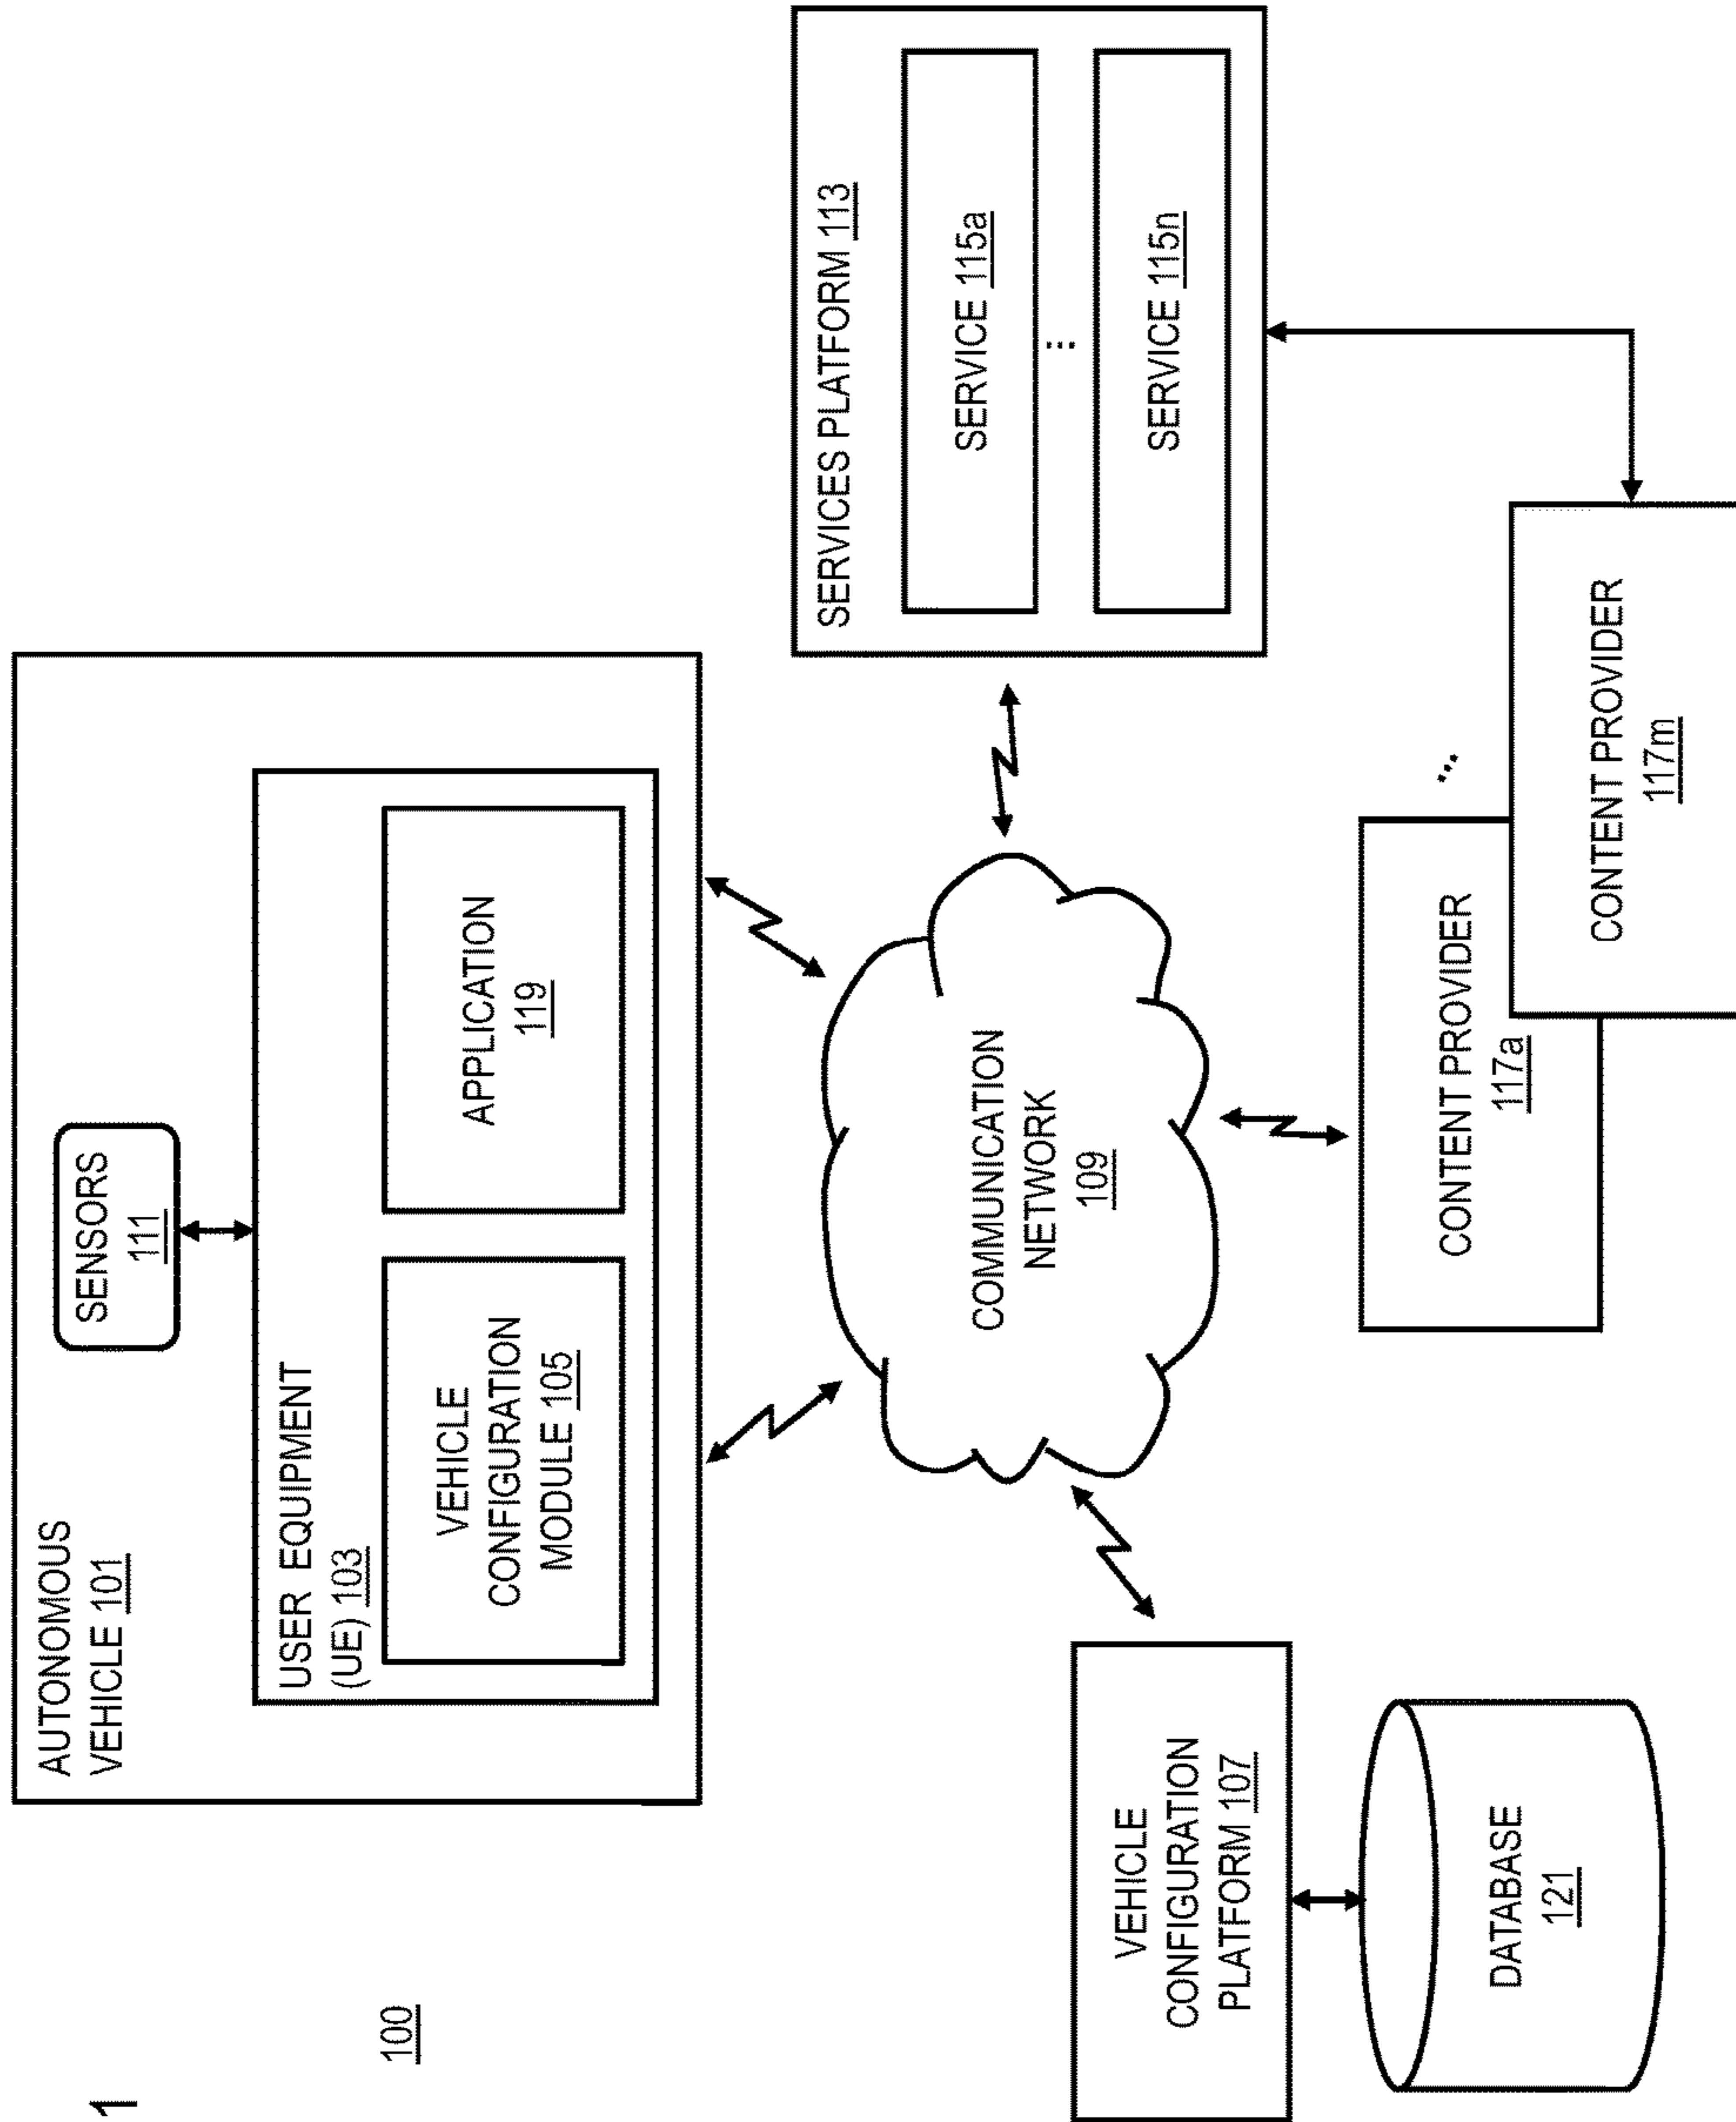 1
100
AUTONOMOUS
VEHICLE 101
SENSORS
111
USER EQUIPMENT
(UE) 103
VEHICLE
CONFIGURATION
MODULE 105
APPLICATION
119
SERVICES PLATFORM 113
SERVICE 115a
...
SERVICE 115n
COMMUNICATION
NETWORK
109
VEHICLE
CONFIGURATION
PLATFORM 107
DATABASE
121
CONTENT PROVIDER
117a
...
CONTENT PROVIDER
117m